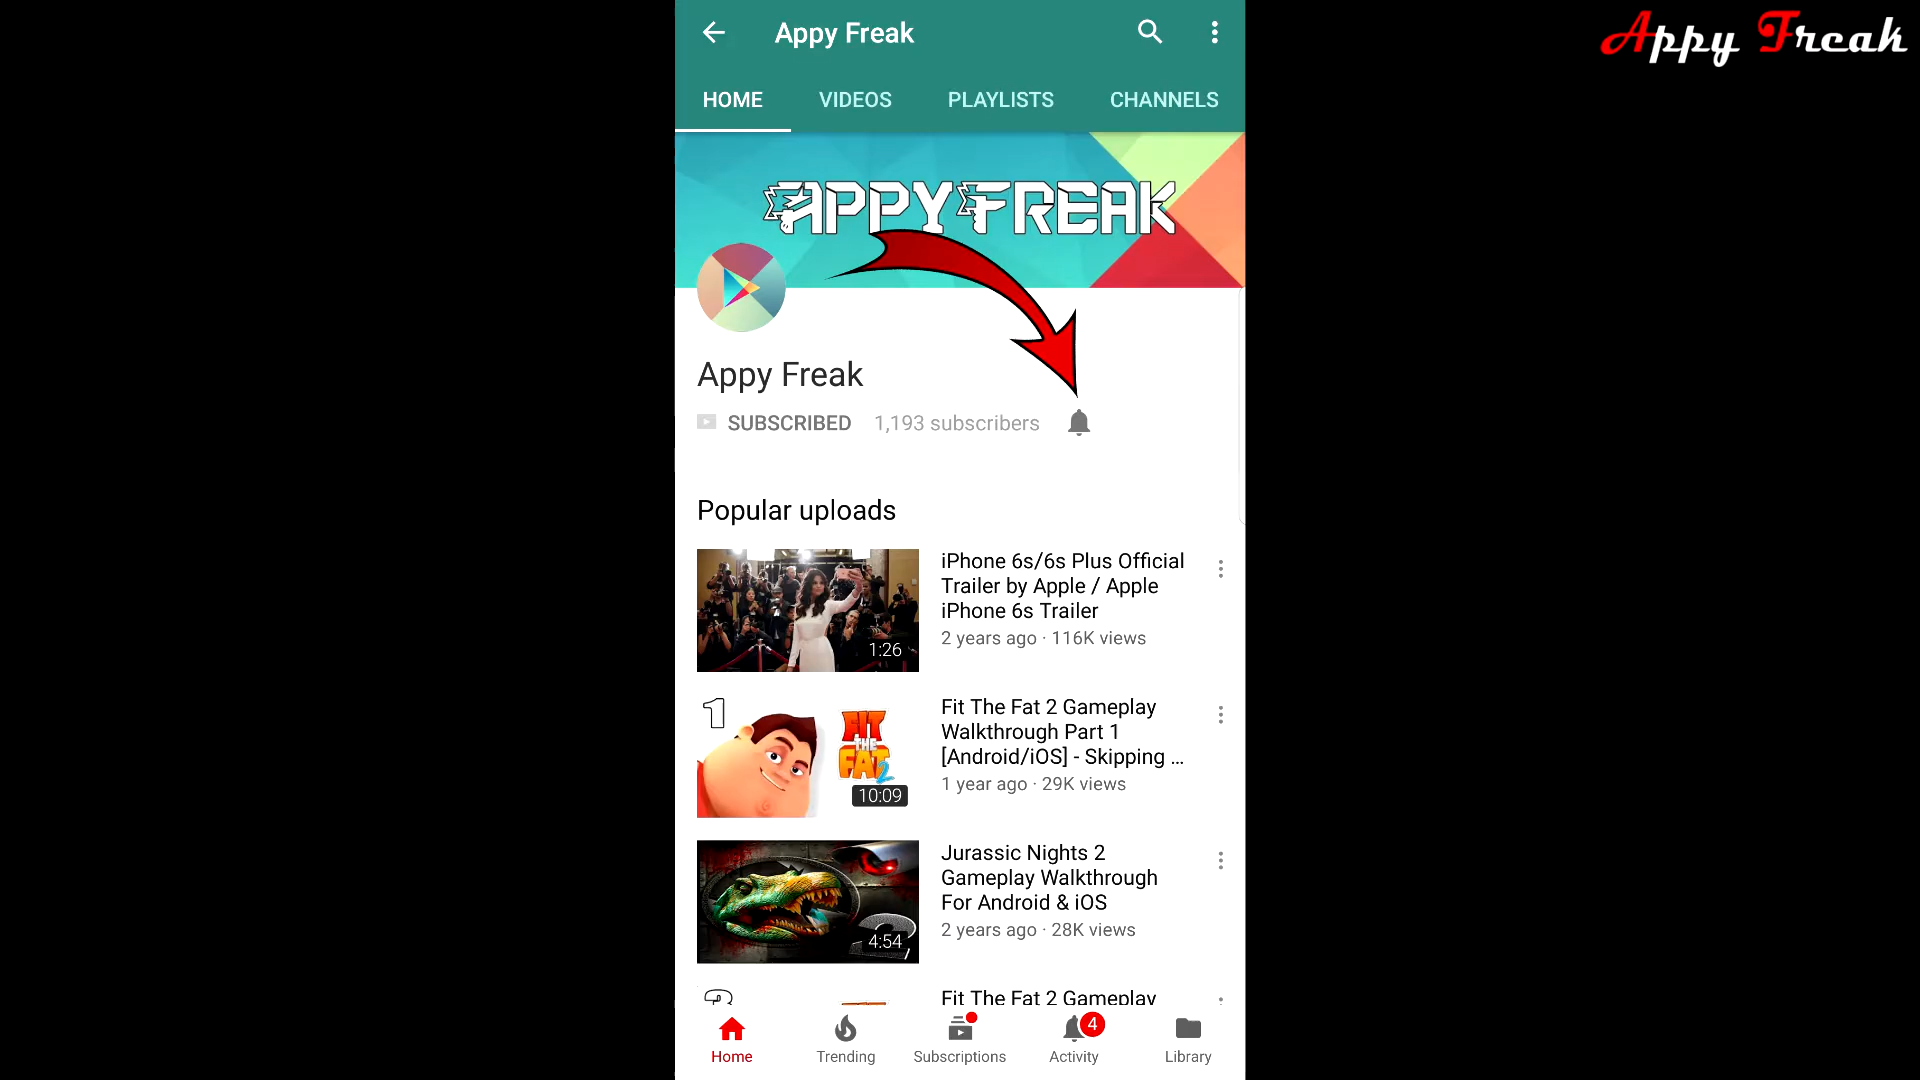 Appy Freak
Appy Freak
HOME VIDEOS PLAYLISTS CHANNELS
APPY FREAK
Appy Freak
SUBSCRIBED 1,193 subscribers
Popular uploads
iPhone 6s/6s Plus Official
Trailer by Apple / Apple
iPhone 6s Trailer
2 years ago · 116K views
1:26
1
FIT
THE
FAT
2
10:09
Fit The Fat 2 Gameplay
Walkthrough Part 1
[Android/iOS] - Skipping ...
1 year ago · 29K views
Jurassic Nights 2
Gameplay Walkthrough
For Android & iOS
2 years ago · 28K views
2
4:54
Fit The Fat 2 Gameplay
4
Home Trending Subscriptions Activity Library